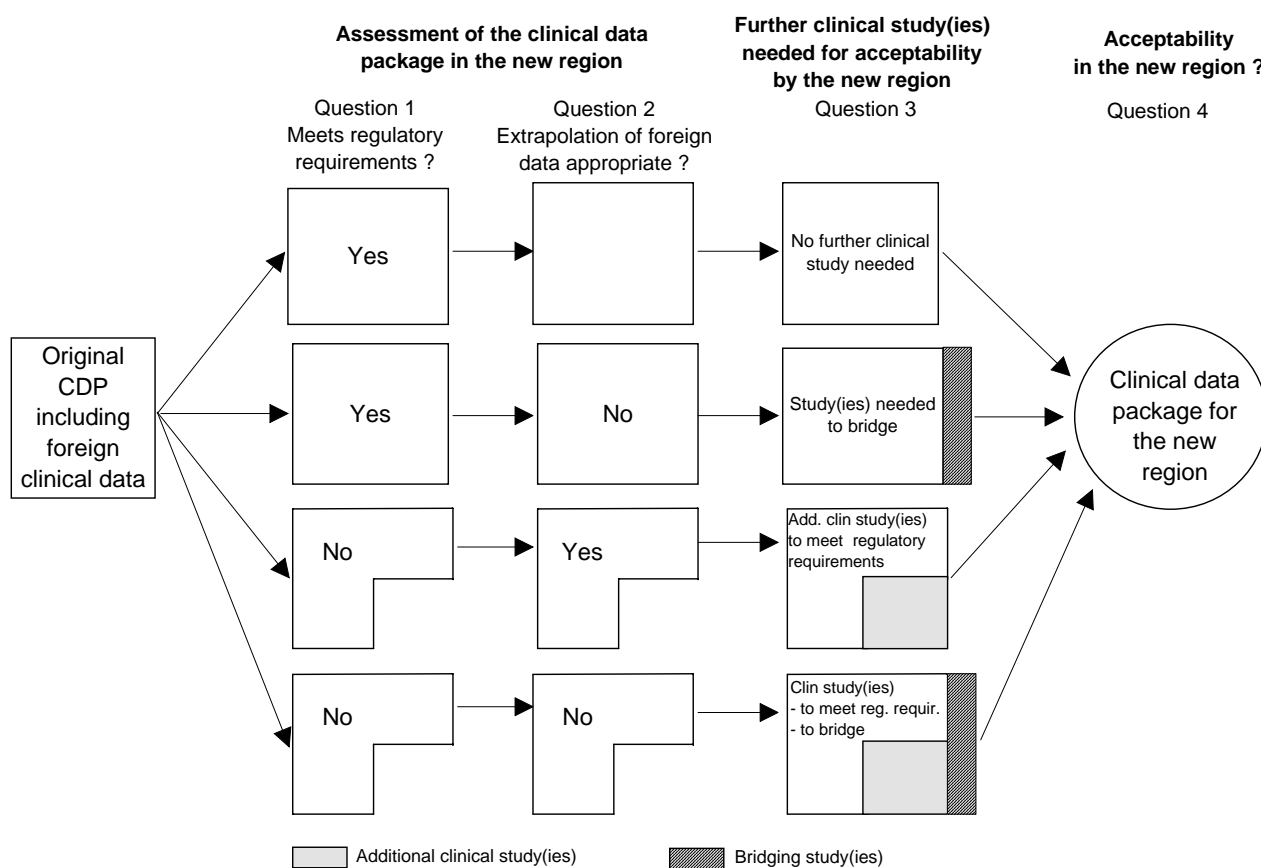 Assessment of the clinical data
package in the new region
Further clinical study(ies)
needed for acceptability
by the new region
Acceptability
in the new region ?
Question 1
Meets regulatory
requirements ?
Question 2
Extrapolation of foreign
data appropriate ?
Question 3
Question 4
Original
CDP
including
foreign
clinical data
Yes
No further clinical
study needed
Yes
No
Study(ies) needed
to bridge
No
Yes
Add. clin study(ies)
to meet regulatory
requirements
No
No
Clin study(ies)
- to meet reg. requir.
- to bridge
Clinical data
package for
the new
region
Additional clinical study(ies)
Bridging study(ies)